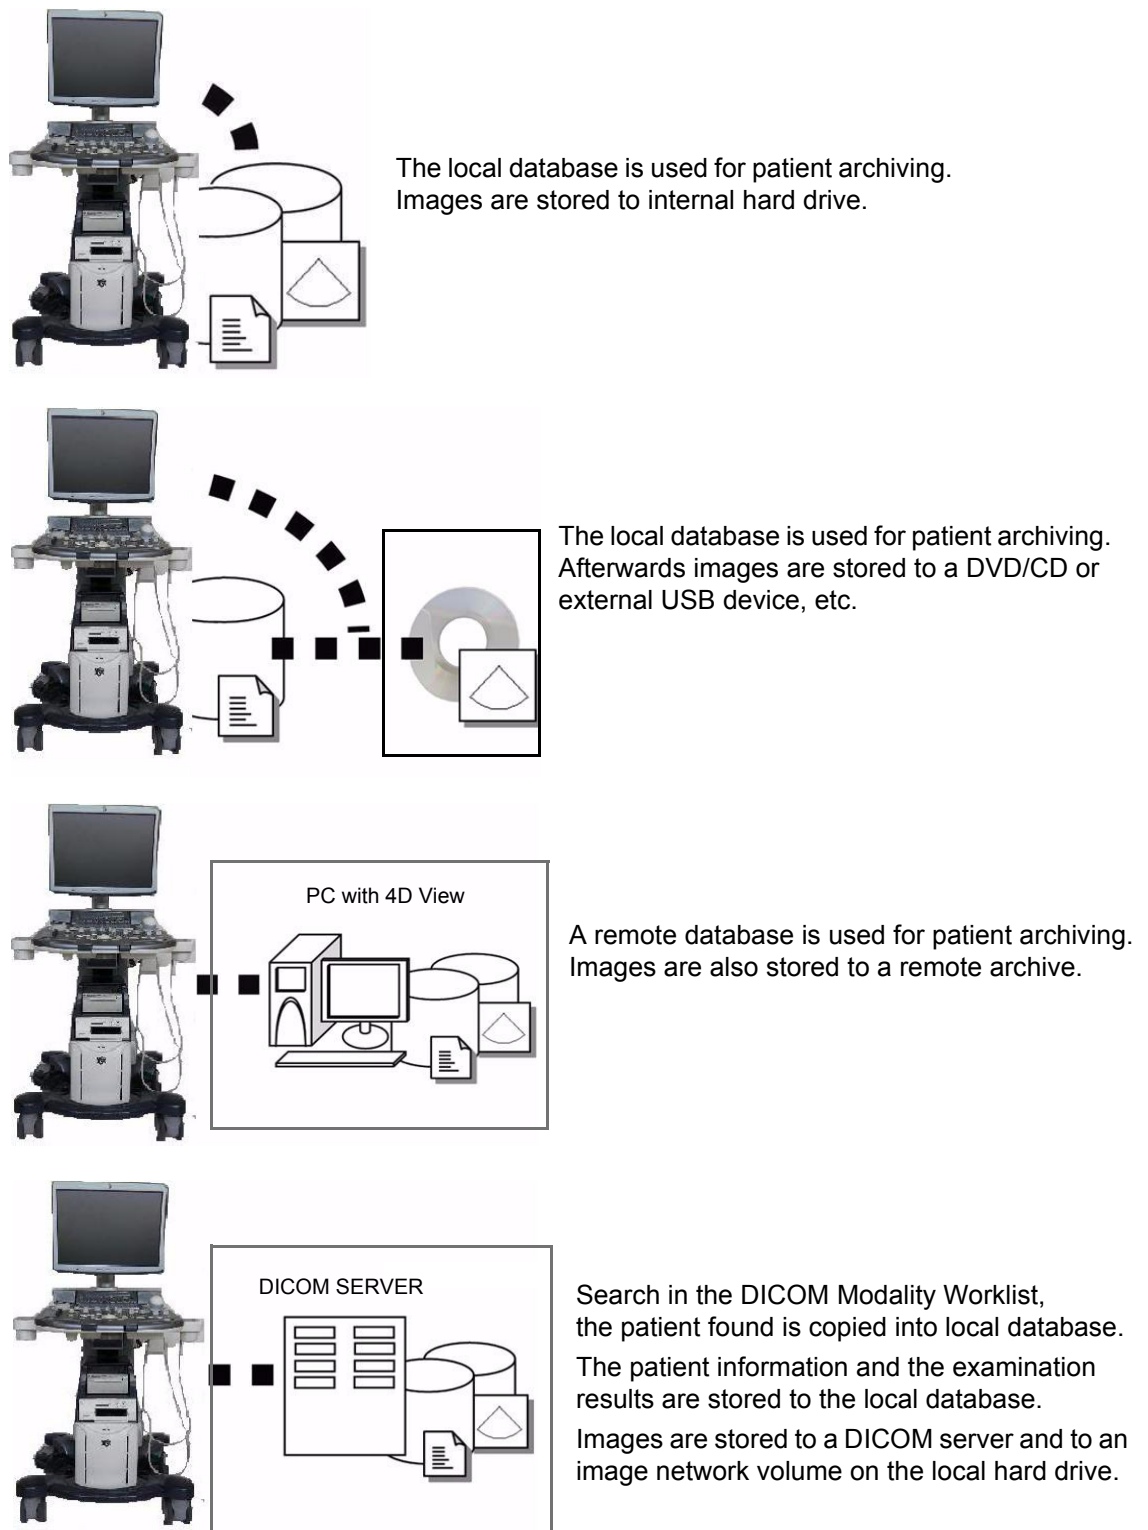 The local database is used for patient archiving.
Images are stored to internal hard drive.
The local database is used for patient archiving.
Afterwards images are stored to a DVD/CD or
external USB device, etc.
PC with 4D View
A remote database is used for patient archiving.
Images are also stored to a remote archive.
DICOM SERVER
Search in the DICOM Modality Worklist,
the patient found is copied into local database.
The patient information and the examination
results are stored to the local database.
Images are stored to a DICOM server and to an
image network volume on the local hard drive.